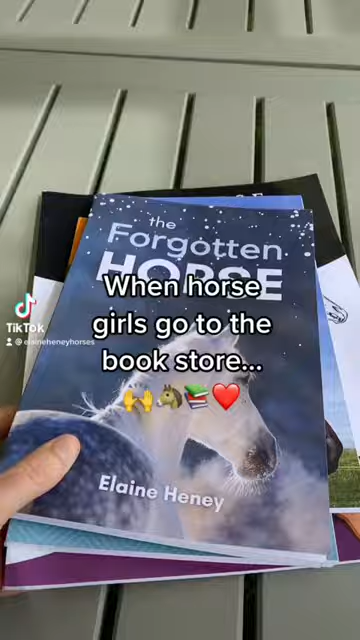 the
Forgotten
HORSE
When horse
girls go to the
book store...
🙌🐴📚❤️
TikTok
@elaineheneyhorses
Elaine Heney